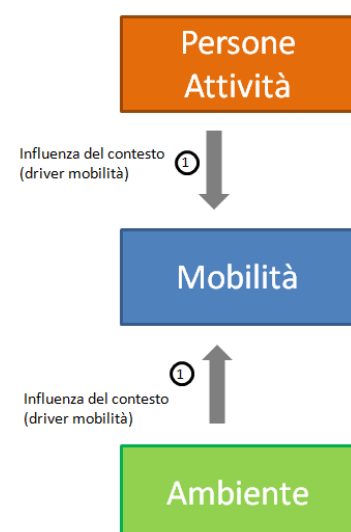 Persone
Attività
Influenza del contesto
(driver mobilità)
1
Mobilità
1
Influenza del contesto
(driver mobilità)
Ambiente